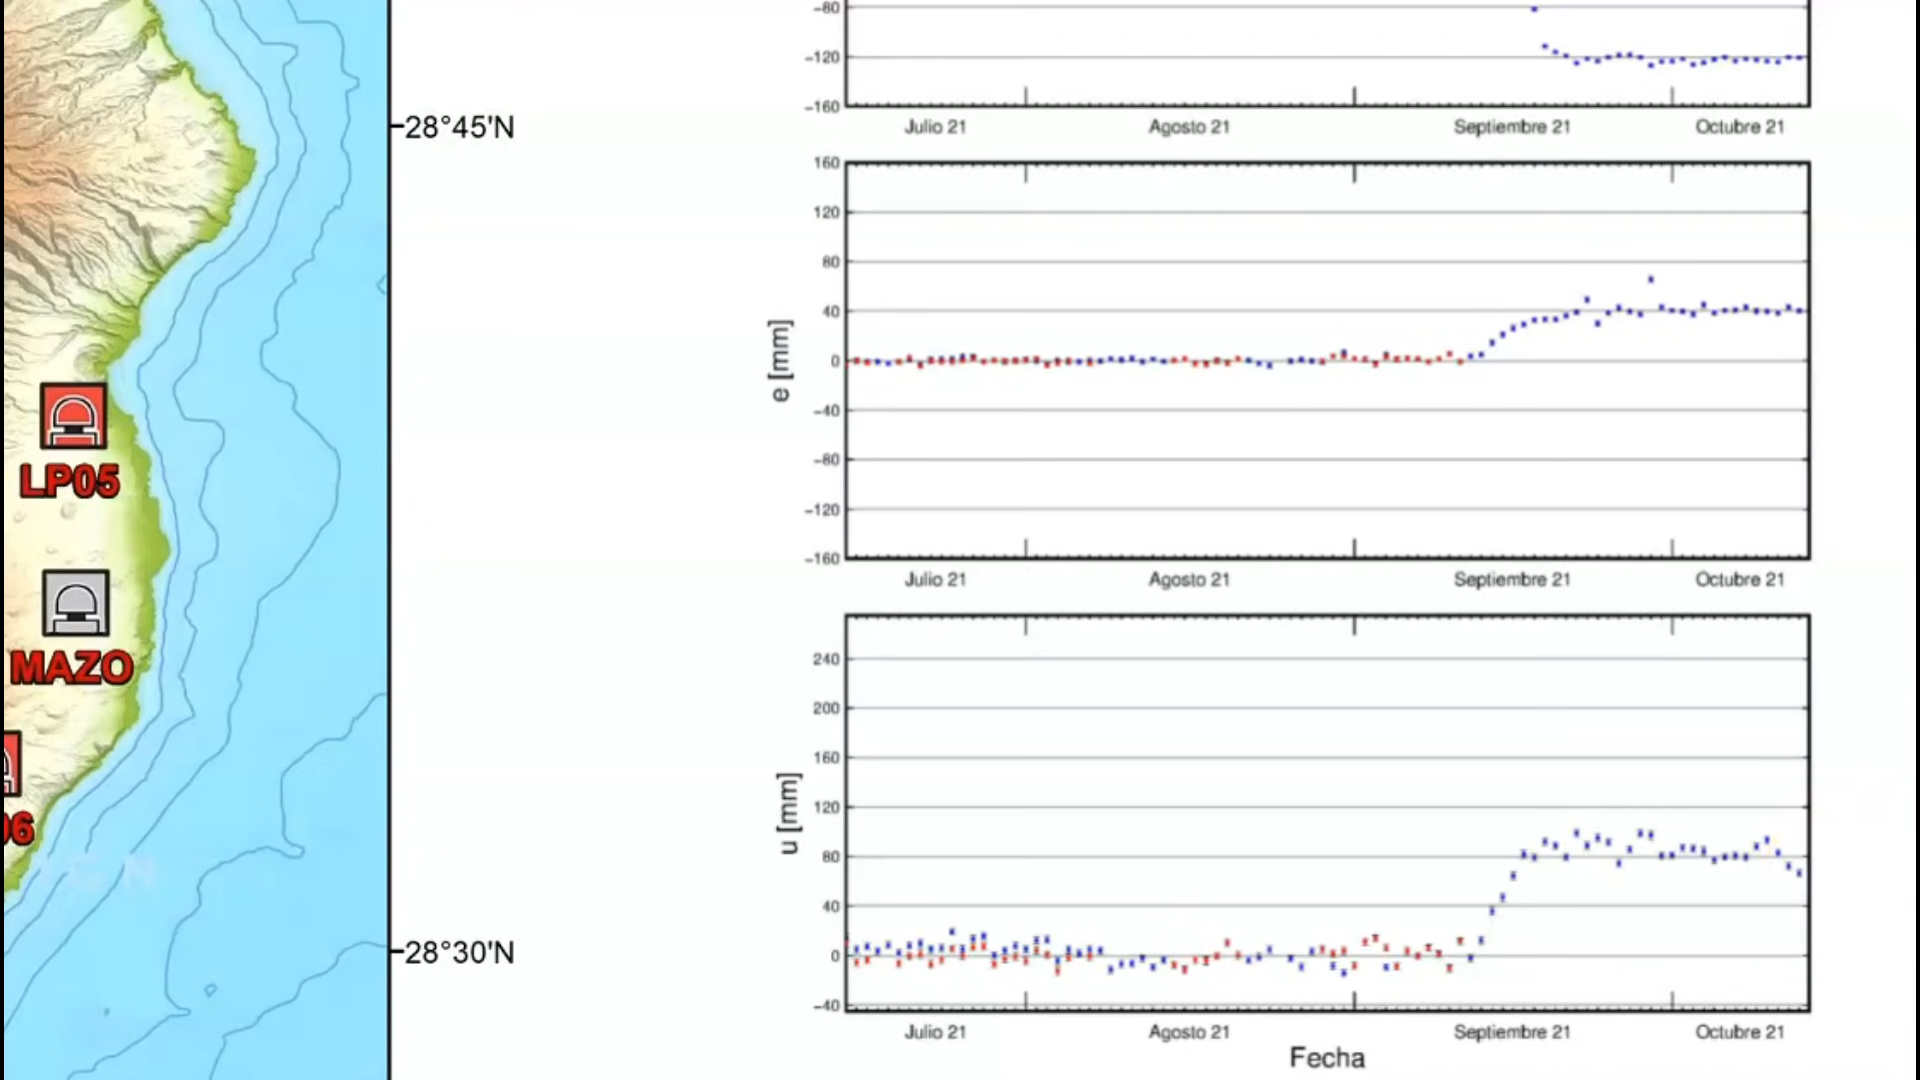 −80
−120
−160
Julio 21 Agosto 21 Septiembre 21 Octubre 21
28°45'N
160
120
80
40
0
−40
−80
−120
−160
e [mm]
Julio 21 Agosto 21 Septiembre 21 Octubre 21
LP05
MAZO
06
240
200
160
120
80
40
0
−40
u [mm]
28°30'N
Julio 21 Agosto 21 Septiembre 21 Octubre 21
Fecha